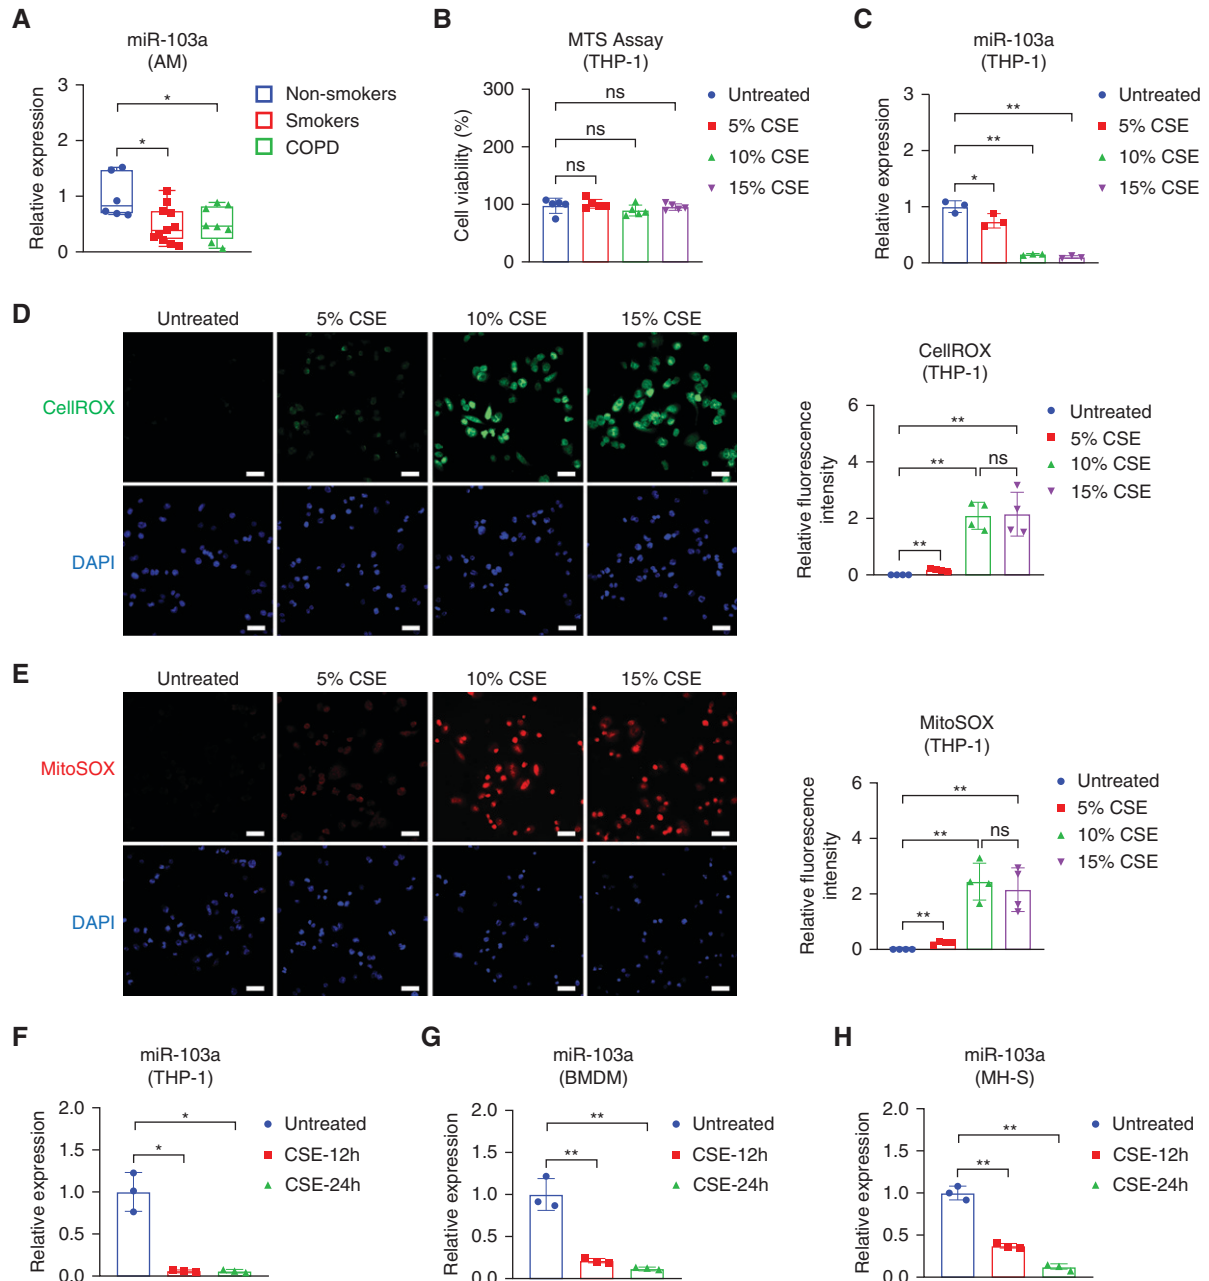 A
miR-103a
(AM)
Relative expression
3
2
1
0
*
*
Non-smokers
Smokers
COPD
B
MTS Assay
(THP-1)
Cell viability (%)
300
200
100
0
ns
ns
ns
Untreated
5% CSE
10% CSE
15% CSE
C
miR-103a
(THP-1)
Relative expression
3
2
1
0
**
**
*
Untreated
5% CSE
10% CSE
15% CSE
D
Untreated
5% CSE
10% CSE
15% CSE
CellROX
DAPI
CellROX
(THP-1)
Relative fluorescence
intensity
6
4
2
0
**
**
ns
**
Untreated
5% CSE
10% CSE
15% CSE
E
Untreated
5% CSE
10% CSE
15% CSE
MitoSOX
DAPI
MitoSOX
(THP-1)
Relative fluorescence
intensity
6
4
2
0
**
**
ns
**
Untreated
5% CSE
10% CSE
15% CSE
F
miR-103a
(THP-1)
Relative expression
2.0
1.5
1.0
0.5
0.0
*
*
Untreated
CSE-12h
CSE-24h
G
miR-103a
(BMDM)
Relative expression
2.0
1.5
1.0
0.5
0.0
**
**
Untreated
CSE-12h
CSE-24h
H
miR-103a
(MH-S)
Relative expression
2.0
1.5
1.0
0.5
0.0
**
**
Untreated
CSE-12h
CSE-24h